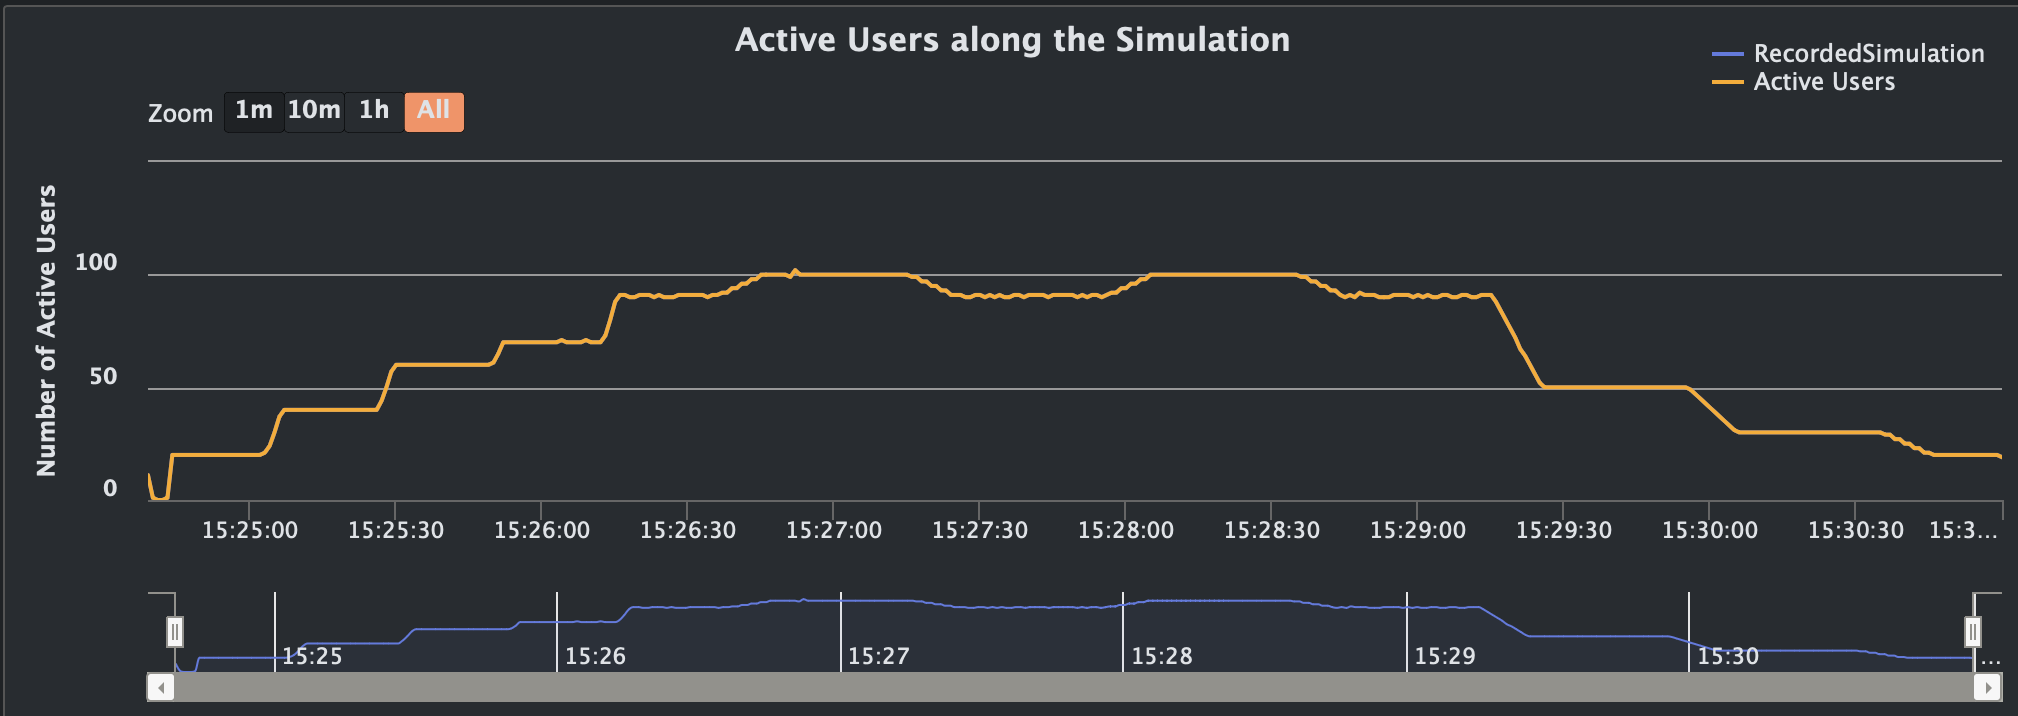 Active Users along the Simulation
RecordedSimulation
Active Users
Zoom 1m 10m 1h All
Number of Active Users
100
50
0
15:25:00 15:25:30 15:26:00 15:26:30 15:27:00 15:27:30 15:28:00 15:28:30 15:29:00 15:29:30 15:30:00 15:30:30 15:3...
15:25 15:26 15:27 15:28 15:29 15:30 ...